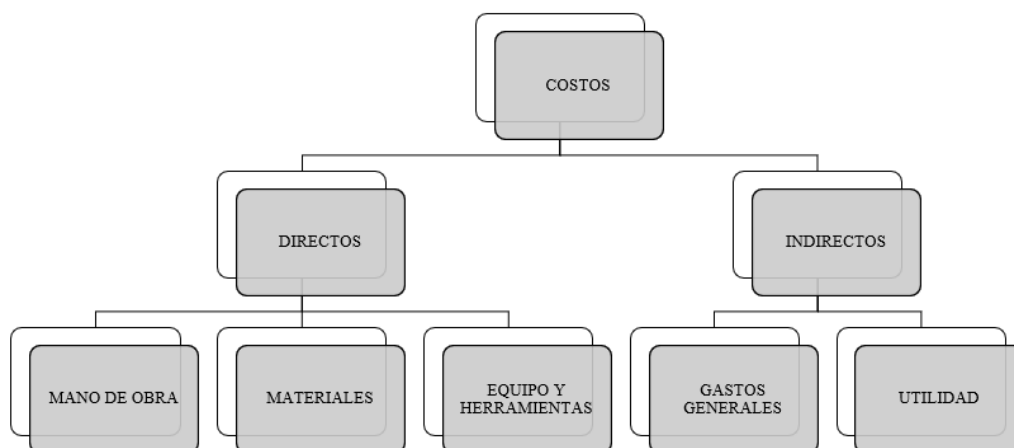 COSTOS
DIRECTOS
INDIRECTOS
MANO DE OBRA
MATERIALES
EQUIPO Y
HERRAMIENTAS
GASTOS
GENERALES
UTILIDAD